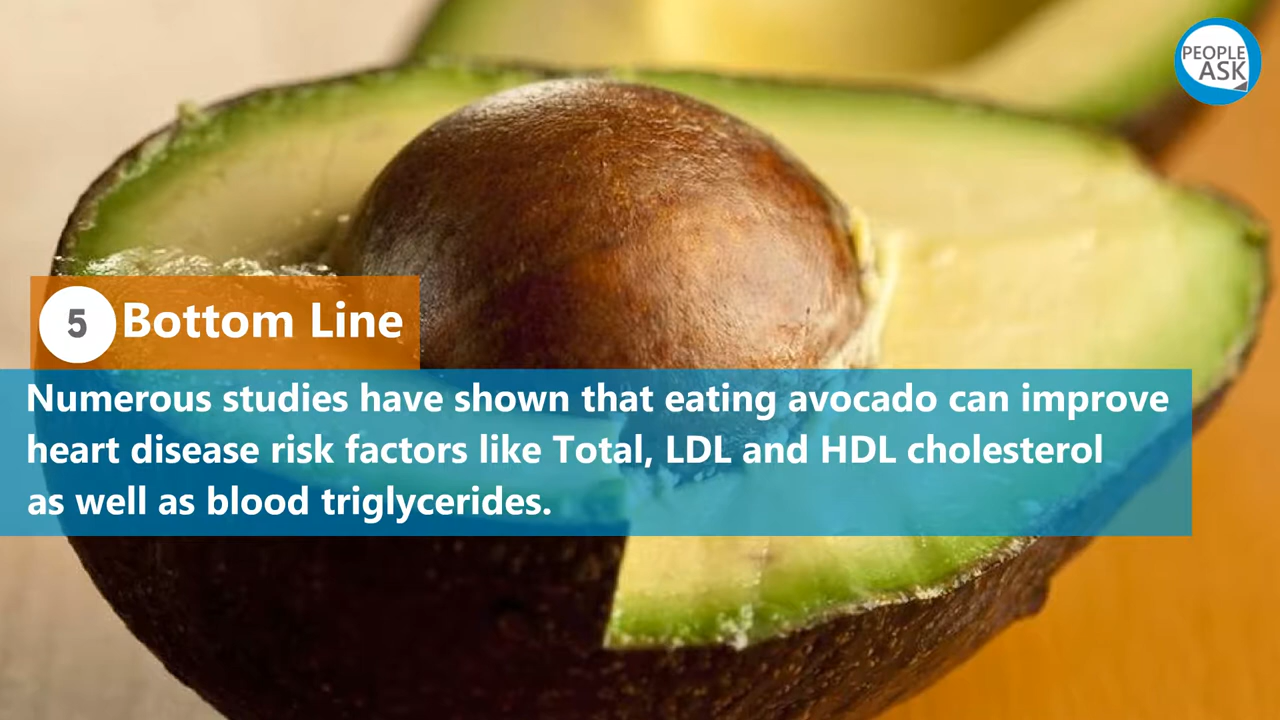 PEOPLE
ASK
5 Bottom Line
Numerous studies have shown that eating avocado can improve
heart disease risk factors like Total, LDL and HDL cholesterol
as well as blood triglycerides.